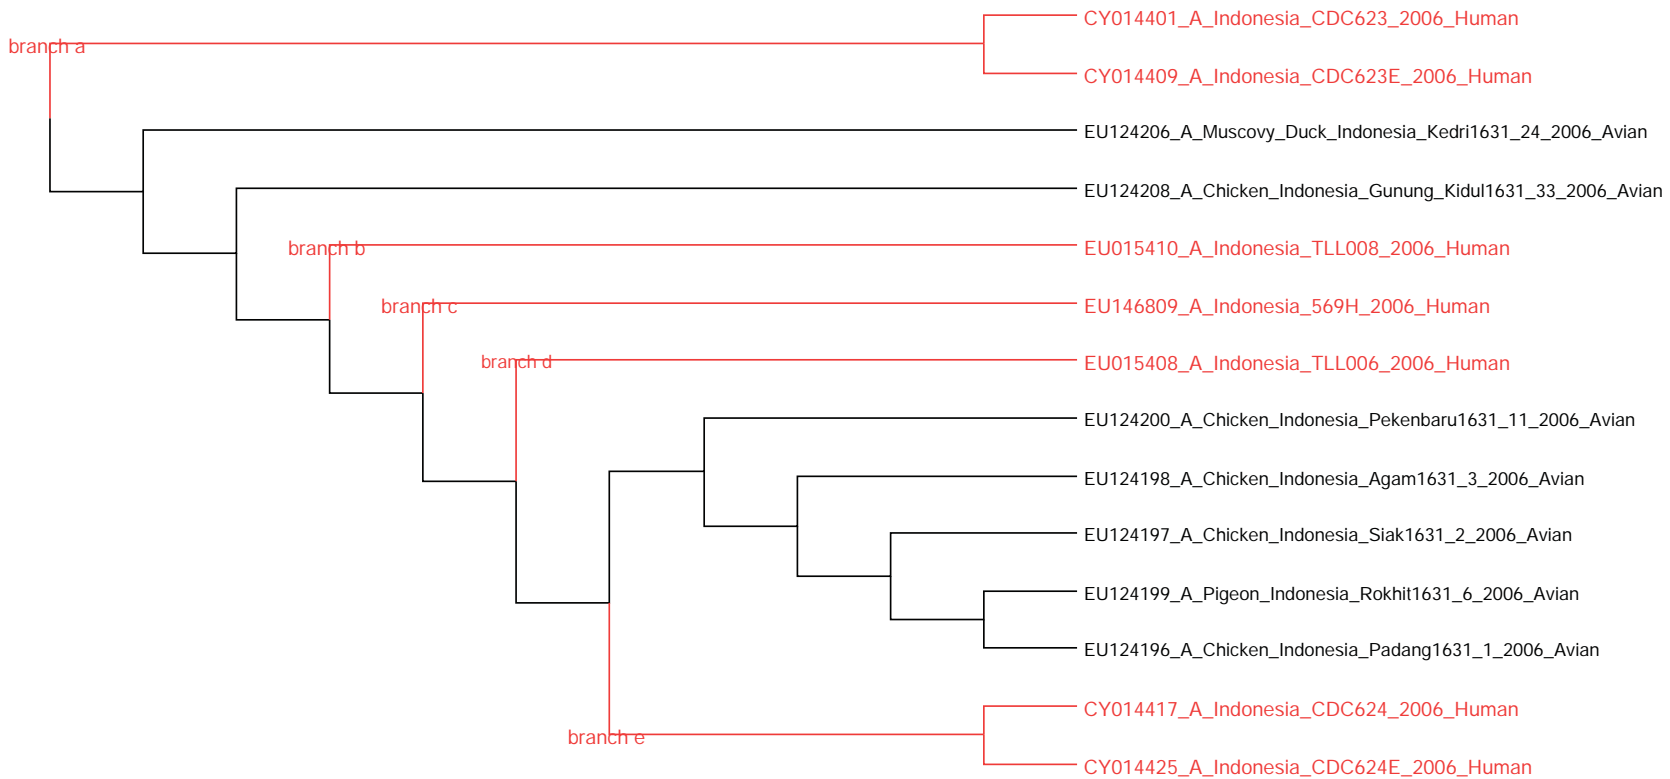 CY014401_A_Indonesia_CDC623_2006_Human
branch a
CY014409_A_Indonesia_CDC623E_2006_Human
EU124206_A_Muscovy_Duck_Indonesia_Kedri1631_24_2006_Avian
EU124208_A_Chicken_Indonesia_Gunung_Kidul1631_33_2006_Avian
branch b
EU015410_A_Indonesia_TLL008_2006_Human
branch c
EU146809_A_Indonesia_569H_2006_Human
branch d
EU015408_A_Indonesia_TLL006_2006_Human
EU124200_A_Chicken_Indonesia_Pekenbaru1631_11_2006_Avian
EU124198_A_Chicken_Indonesia_Agam1631_3_2006_Avian
EU124197_A_Chicken_Indonesia_Siak1631_2_2006_Avian
EU124199_A_Pigeon_Indonesia_Rokhit1631_6_2006_Avian
EU124196_A_Chicken_Indonesia_Padang1631_1_2006_Avian
CY014417_A_Indonesia_CDC624_2006_Human
branch e
CY014425_A_Indonesia_CDC624E_2006_Human